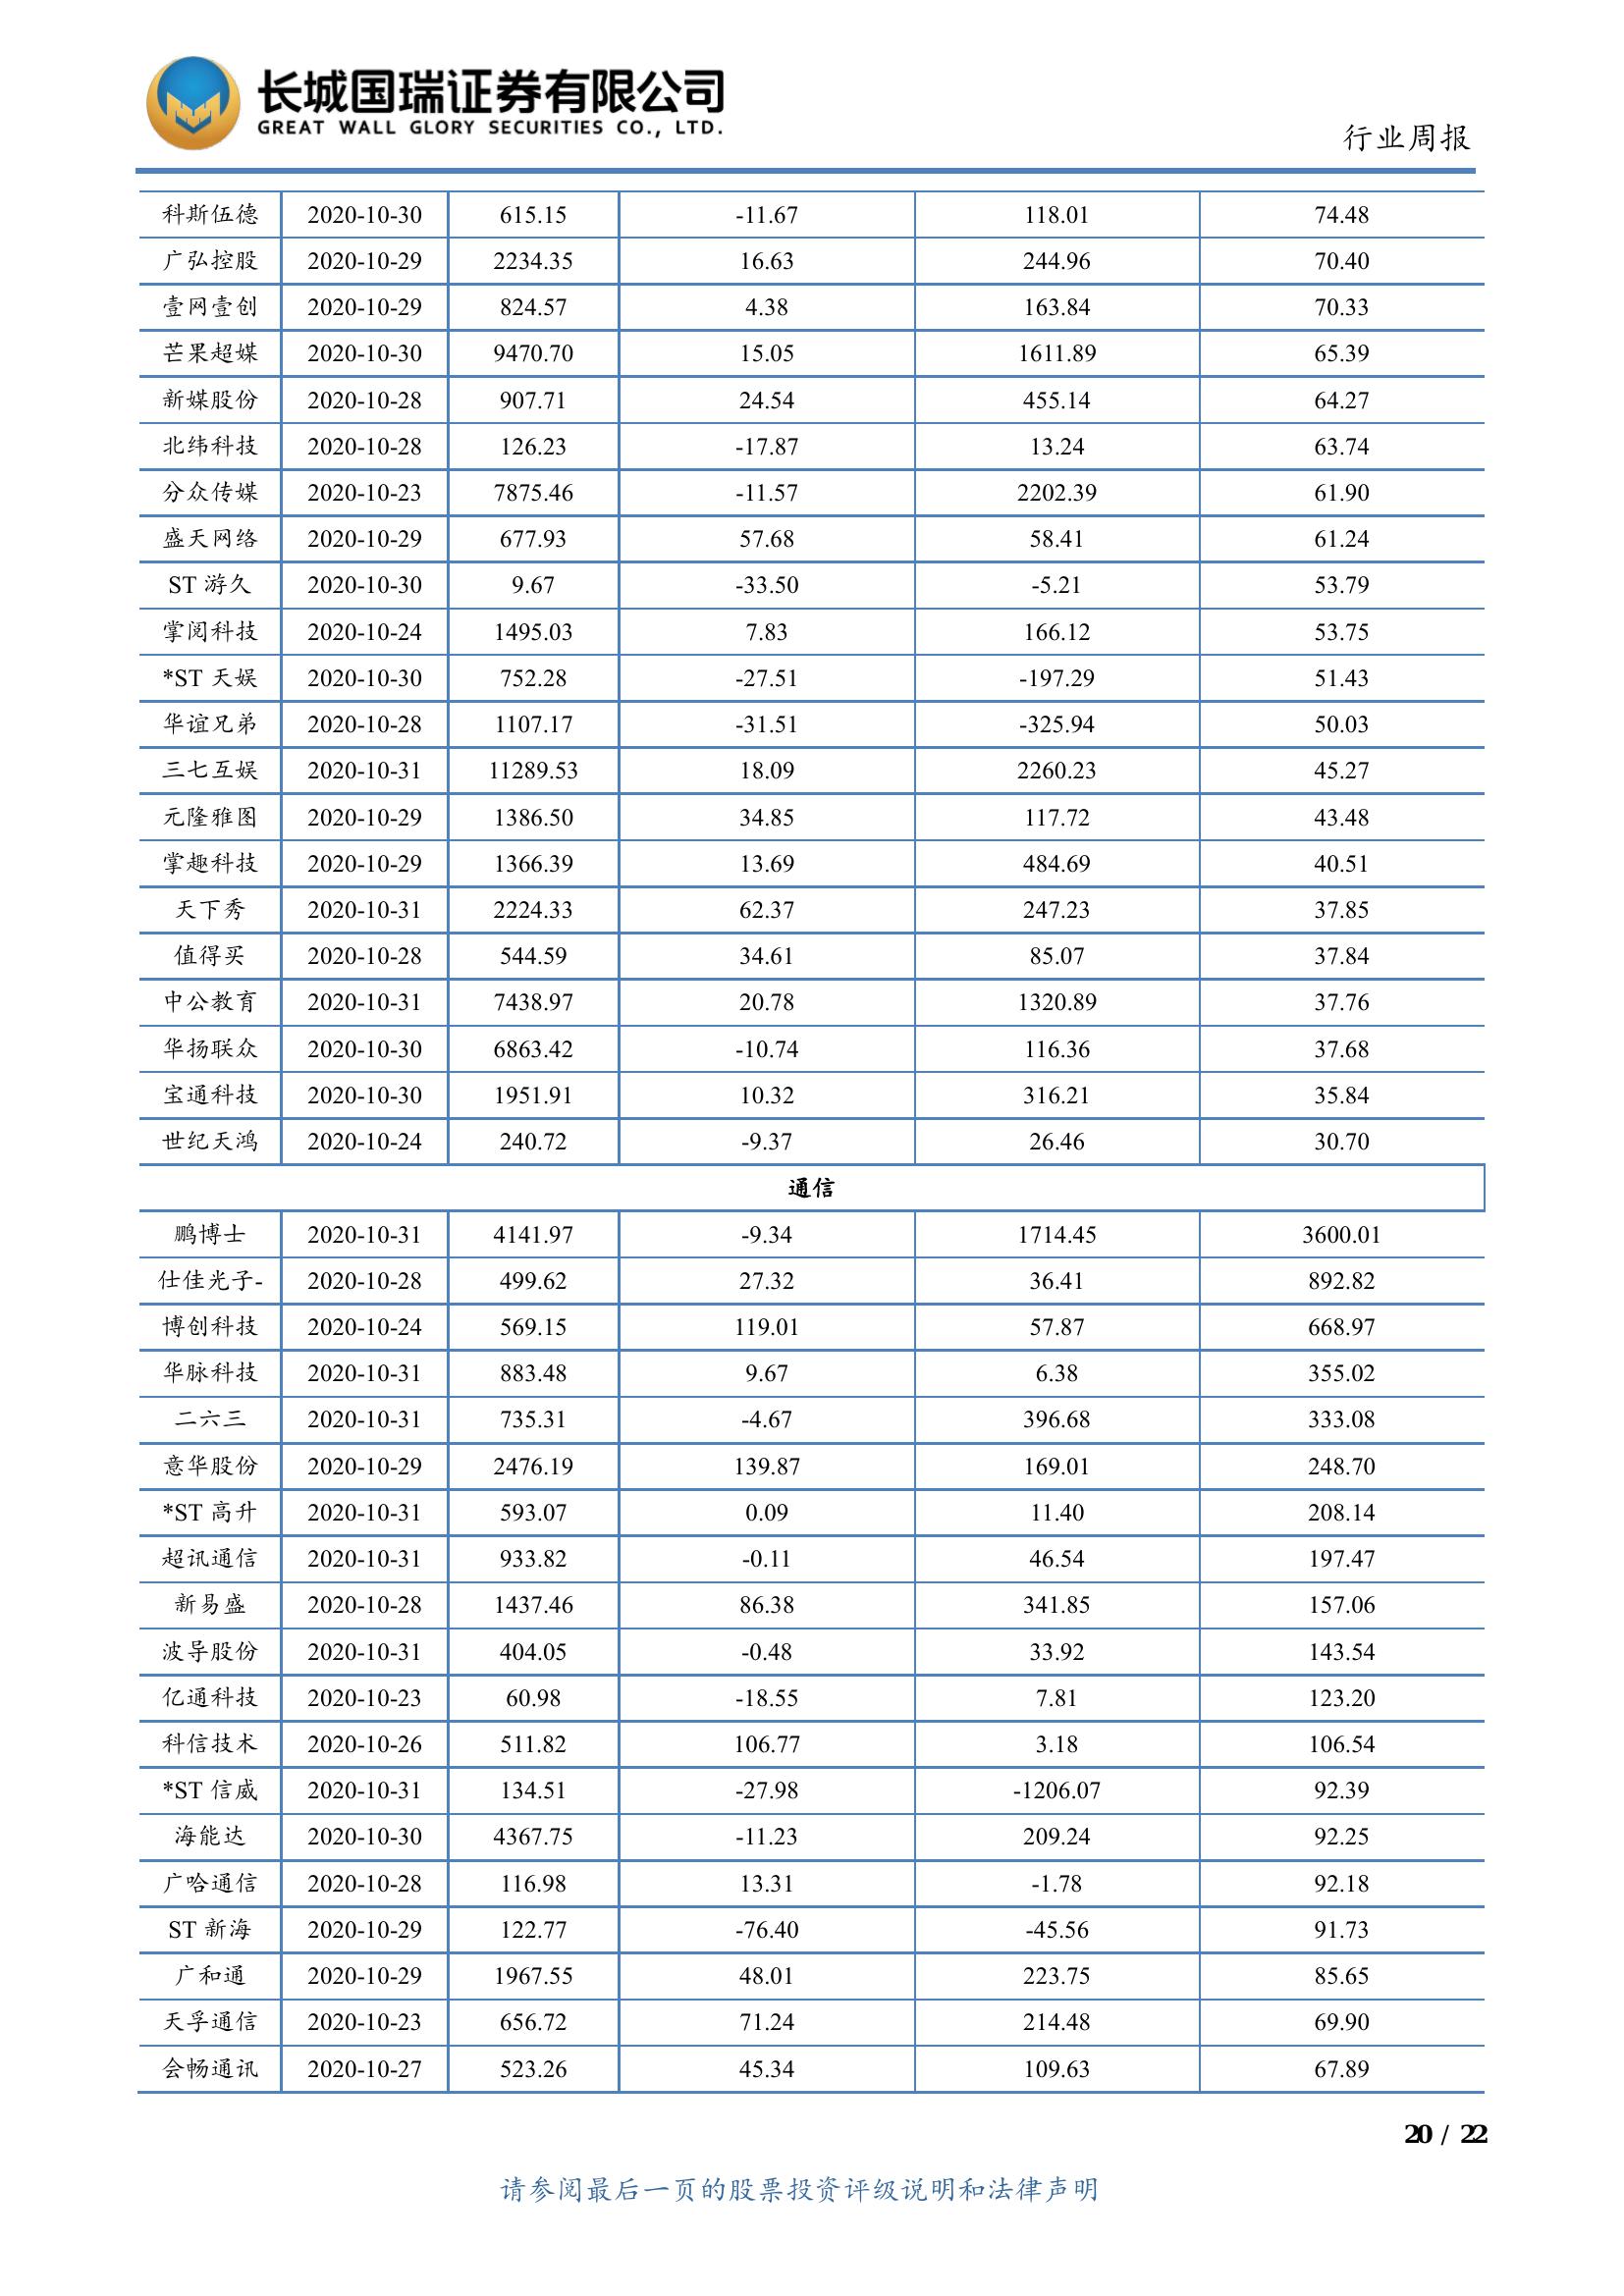 长城国瑞证券有限公司
GREAT WALL GLORY SECURITIES CO., LTD.
行业周报
科斯伍德 2020-10-30 615.15 -11.67 118.01 74.48
广弘控股 2020-10-29 2234.35 16.63 244.96 70.40
壹网壹创 2020-10-29 824.57 4.38 163.84 70.33
芒果超媒 2020-10-30 9470.70 15.05 1611.89 65.39
新媒股份 2020-10-28 907.71 24.54 455.14 64.27
北纬科技 2020-10-28 126.23 -17.87 13.24 63.74
分众传媒 2020-10-23 7875.46 -11.57 2202.39 61.90
盛天网络 2020-10-29 677.93 57.68 58.41 61.24
ST 游久 2020-10-30 9.67 -33.50 -5.21 53.79
掌阅科技 2020-10-24 1495.03 7.83 166.12 53.75
*ST 天娱 2020-10-30 752.28 -27.51 -197.29 51.43
华谊兄弟 2020-10-28 1107.17 -31.51 -325.94 50.03
三七互娱 2020-10-31 11289.53 18.09 2260.23 45.27
元隆雅图 2020-10-29 1386.50 34.85 117.72 43.48
掌趣科技 2020-10-29 1366.39 13.69 484.69 40.51
天下秀 2020-10-31 2224.33 62.37 247.23 37.85
值得买 2020-10-28 544.59 34.61 85.07 37.84
中公教育 2020-10-31 7438.97 20.78 1320.89 37.76
华扬联众 2020-10-30 6863.42 -10.74 116.36 37.68
宝通科技 2020-10-30 1951.91 10.32 316.21 35.84
世纪天鸿 2020-10-24 240.72 -9.37 26.46 30.70
通信
鹏博士 2020-10-31 4141.97 -9.34 1714.45 3600.01
仕佳光子- 2020-10-28 499.62 27.32 36.41 892.82
博创科技 2020-10-24 569.15 119.01 57.87 668.97
华脉科技 2020-10-31 883.48 9.67 6.38 355.02
二六三 2020-10-31 735.31 -4.67 396.68 333.08
意华股份 2020-10-29 2476.19 139.87 169.01 248.70
*ST 高升 2020-10-31 593.07 0.09 11.40 208.14
超讯通信 2020-10-31 933.82 -0.11 46.54 197.47
新易盛 2020-10-28 1437.46 86.38 341.85 157.06
波导股份 2020-10-31 404.05 -0.48 33.92 143.54
亿通科技 2020-10-23 60.98 -18.55 7.81 123.20
科信技术 2020-10-26 511.82 106.77 3.18 106.54
*ST 信威 2020-10-31 134.51 -27.98 -1206.07 92.39
海能达 2020-10-30 4367.75 -11.23 209.24 92.25
广哈通信 2020-10-28 116.98 13.31 -1.78 92.18
ST 新海 2020-10-29 122.77 -76.40 -45.56 91.73
广和通 2020-10-29 1967.55 48.01 223.75 85.65
天孚通信 2020-10-23 656.72 71.24 214.48 69.90
会畅通讯 2020-10-27 523.26 45.34 109.63 67.89
20 / 22
请参阅最后一页的股票投资评级说明和法律声明